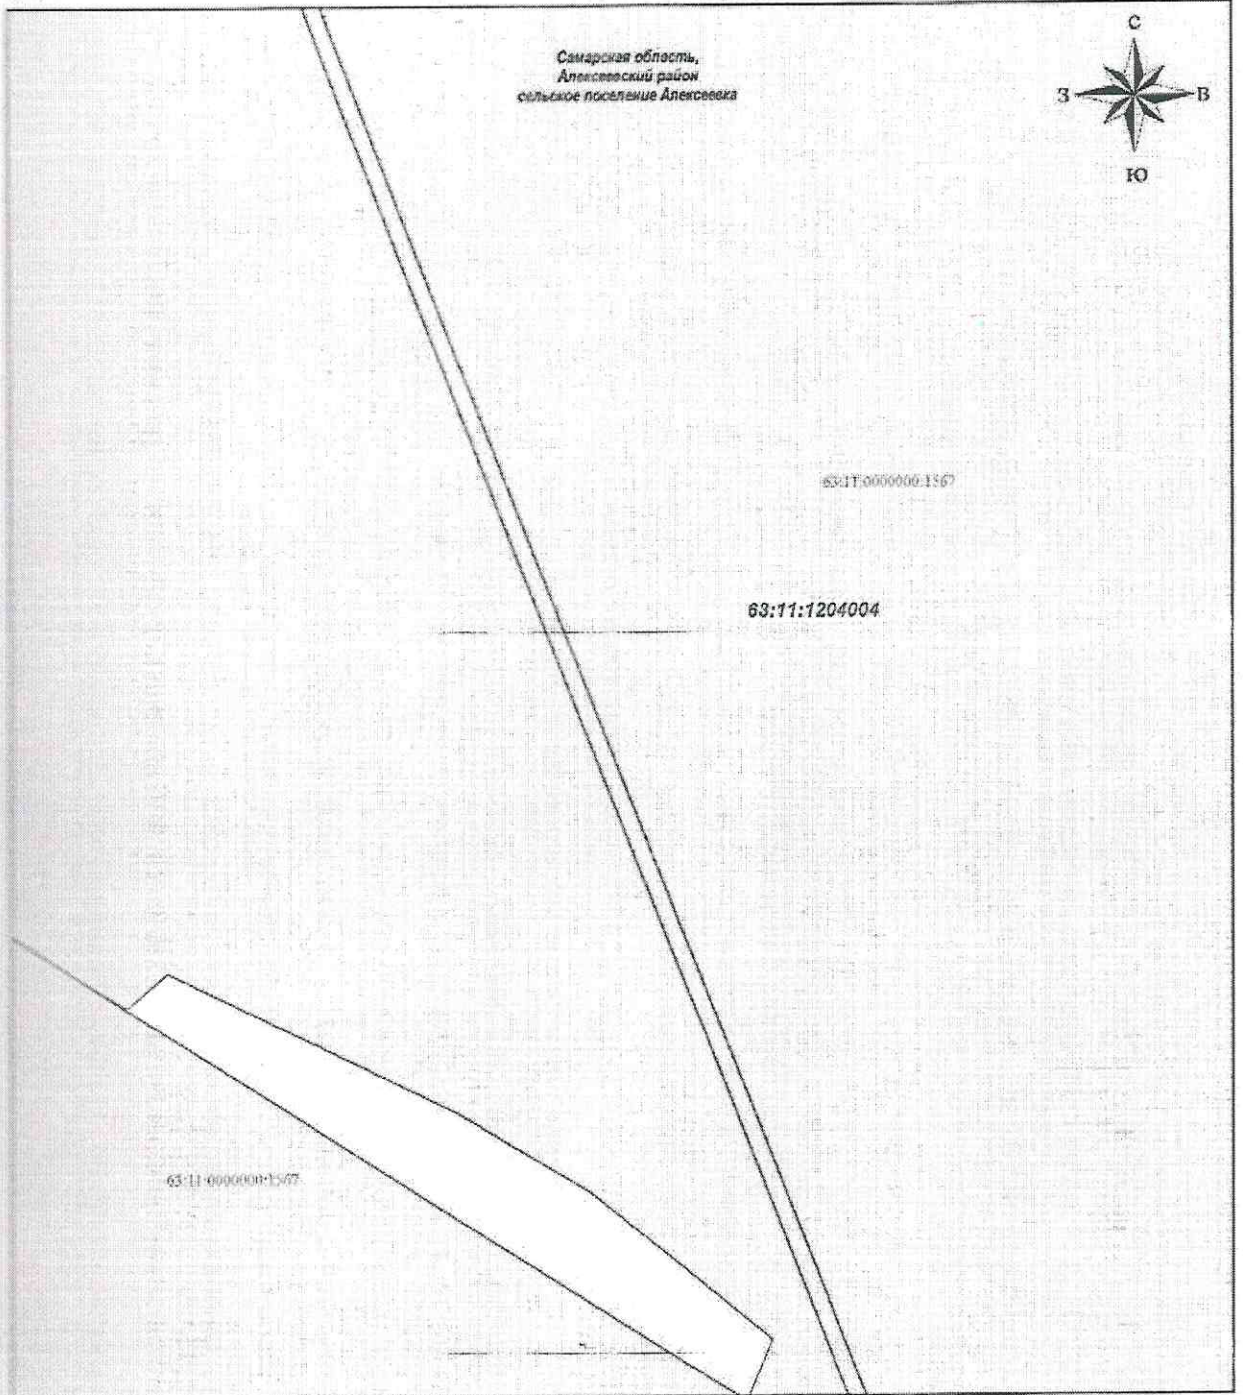 Самарская область,
Алексеевский район
сельское поселение Алексеевка
С
З
В
Ю
63:11:0000000:1567
63:11:1204004
63:11:0000000:1567